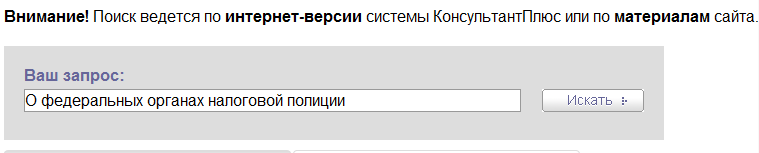 Внимание! Поиск ведется по интернет-версии системы КонсультантПлюс или по материалам сайта.
Ваш запрос:
О федеральных органах налоговой полиции Искать